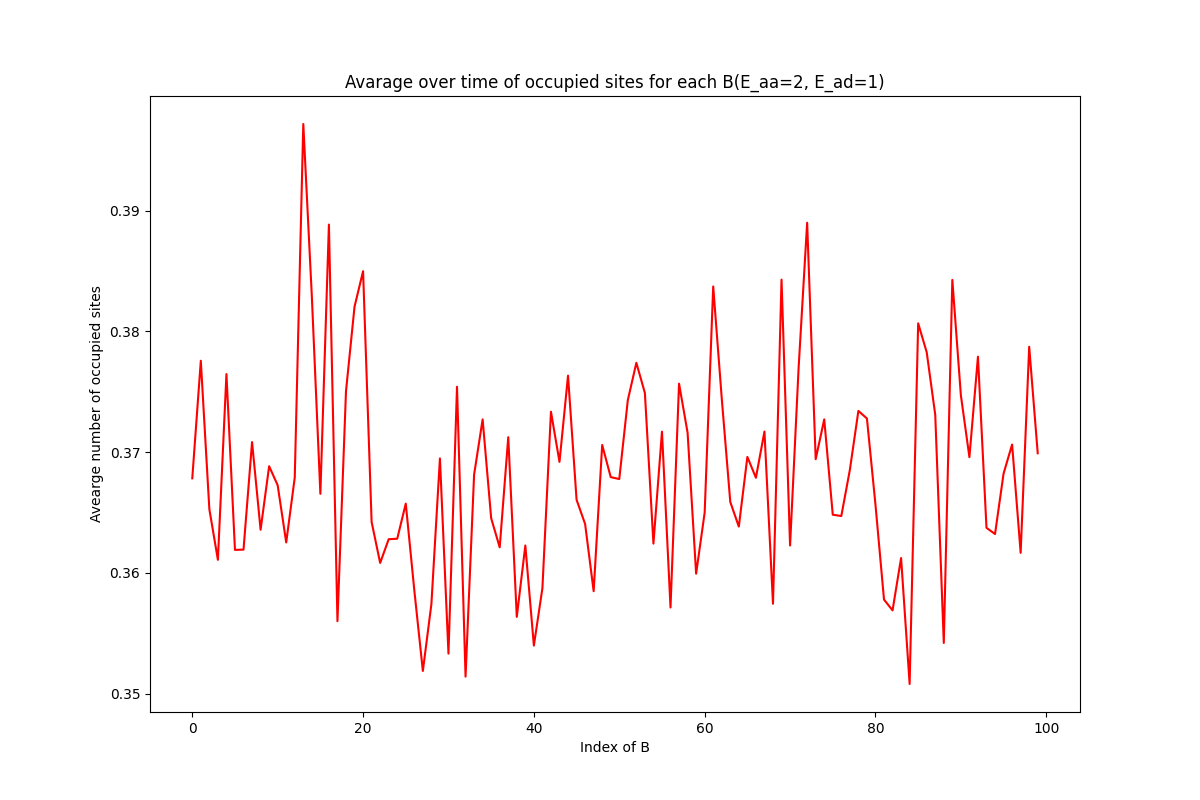 Avarage over time of occupied sites for each B(E_aa=2, E_ad=1)
Avearge number of occupied sites
0.39
0.38
0.37
0.36
0.35
0 20 40 60 80 100
Index of B